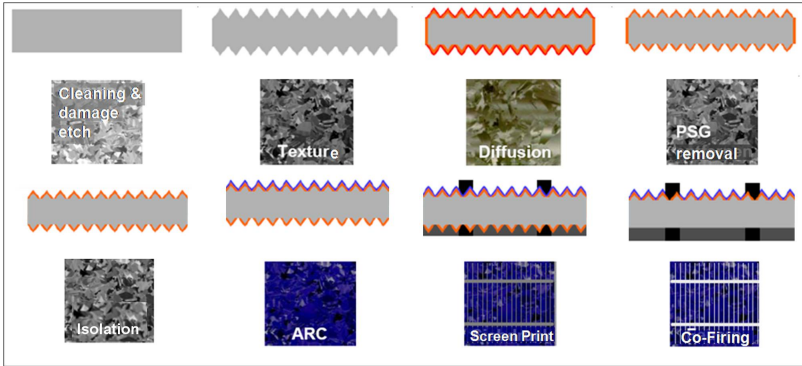 Cleaning &
damage
etch
Texture
Diffusion
PSG
removal
Isolation
ARC
Screen Print
Co-Firing